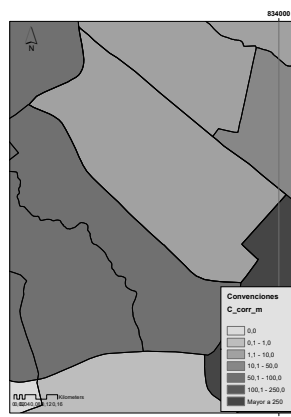 834000
N
Convenciones
C_corr_m
0,0
0,1 - 1,0
1,1 - 10,0
10,1 - 50,0
50,1 - 100,0
100,1 - 250,0
Mayor a 250
Kilometers